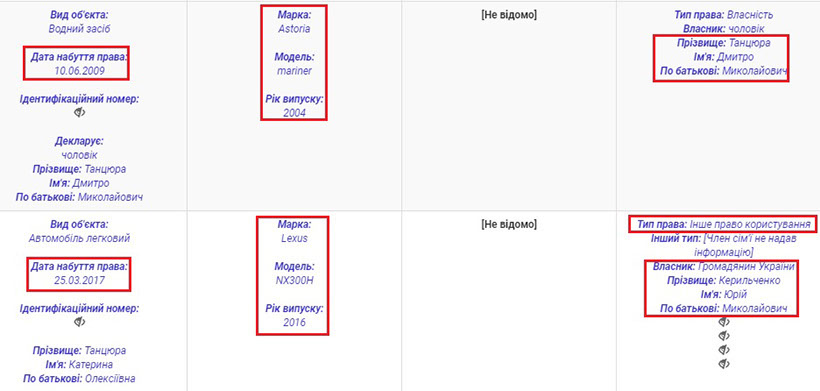 Вид об'єкта:
Водний засіб
Дата набуття права:
10.06.2009
Ідентифікаційний номер:
Декларує:
чоловік
Прізвище: Танцюра
Ім'я: Дмитро
По батькові: Миколайович
Марка:
Astoria
Модель:
mariner
Рік випуску:
2004
[Не відомо]
Тип права: Власність
Власник: чоловік
Прізвище: Танцюра
Ім'я: Дмитро
По батькові: Миколайович
Вид об'єкта:
Автомобіль легковий
Дата набуття права:
25.03.2017
Ідентифікаційний номер:
Прізвище: Танцюра
Ім'я: Катерина
По батькові: Олексіївна
Марка:
Lexus
Модель:
NX300H
Рік випуску:
2016
[Не відомо]
Тип права: Інше право користування
Інший тип: [Член сім'ї не надав
інформацію]
Власник: Громадянин України
Прізвище: Керильченко
Ім'я: Юрій
По батькові: Миколайович